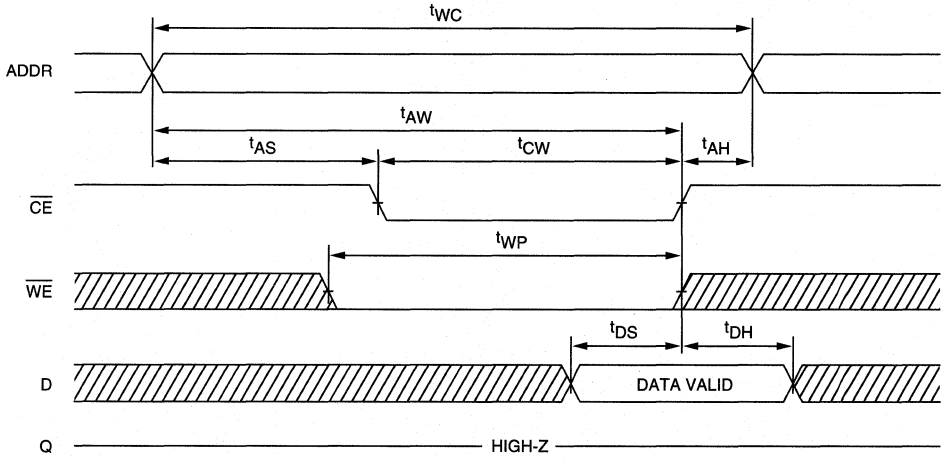 tWC
ADDR
tAW
tAS tCW tAH
CE
tWP
WE
tDS tDH
D DATA VALID
Q HIGH-Z